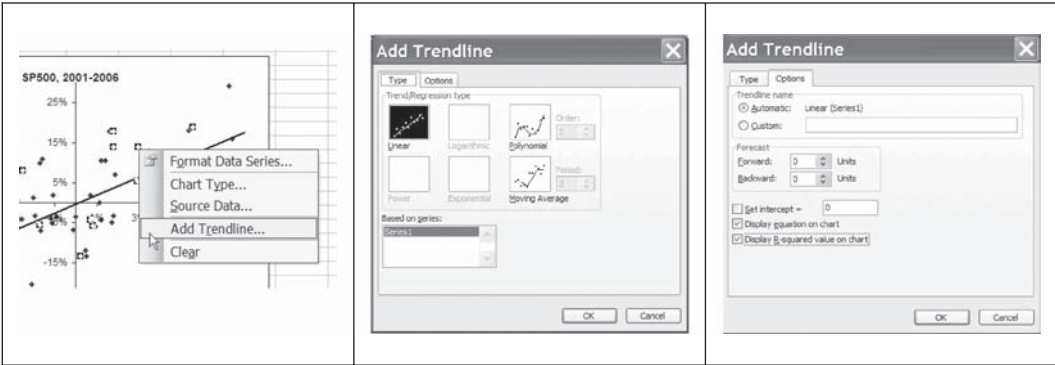 SP500, 2001-2006
25%
15%
5%
-15%
Format Data Series...
Chart Type...
Source Data...
Add Trendline...
Clear
Add Trendline
Type Options
Trend/Regression type
Linear
Logarithmic
Polynomial
Order:
2
Power
Exponential
Moving Average
Period:
2
Based on series:
Series1
OK Cancel
Add Trendline
Type Options
Trendline name
Automatic: Linear (Series1)
Custom:
Forecast
Forward: 0 Units
Backward: 0 Units
Set intercept = 0
Display equation on chart
Display R-squared value on chart
OK Cancel